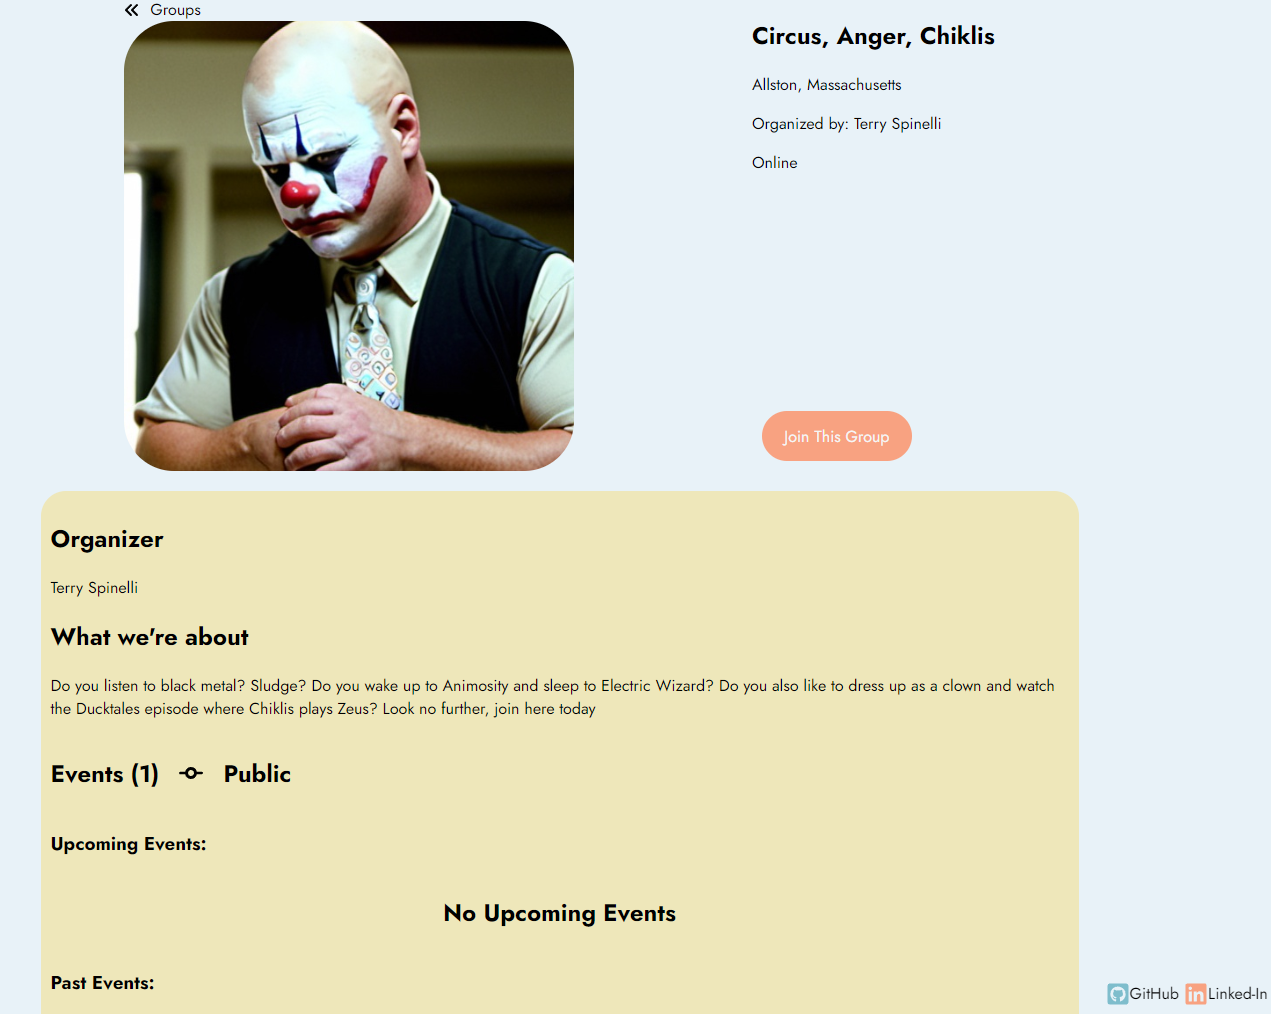 Groups
Circus, Anger, Chiklis
Allston, Massachusetts
Organized by: Terry Spinelli
Online
Join This Group
Organizer
Terry Spinelli
What we're about
Do you listen to black metal? Sludge? Do you wake up to Animosity and sleep to Electric Wizard? Do you also like to dress up as a clown and watch
the Ducktales episode where Chiklis plays Zeus? Look no further, join here today
Events (1) Public
Upcoming Events:
No Upcoming Events
Past Events:
GitHub Linked-In